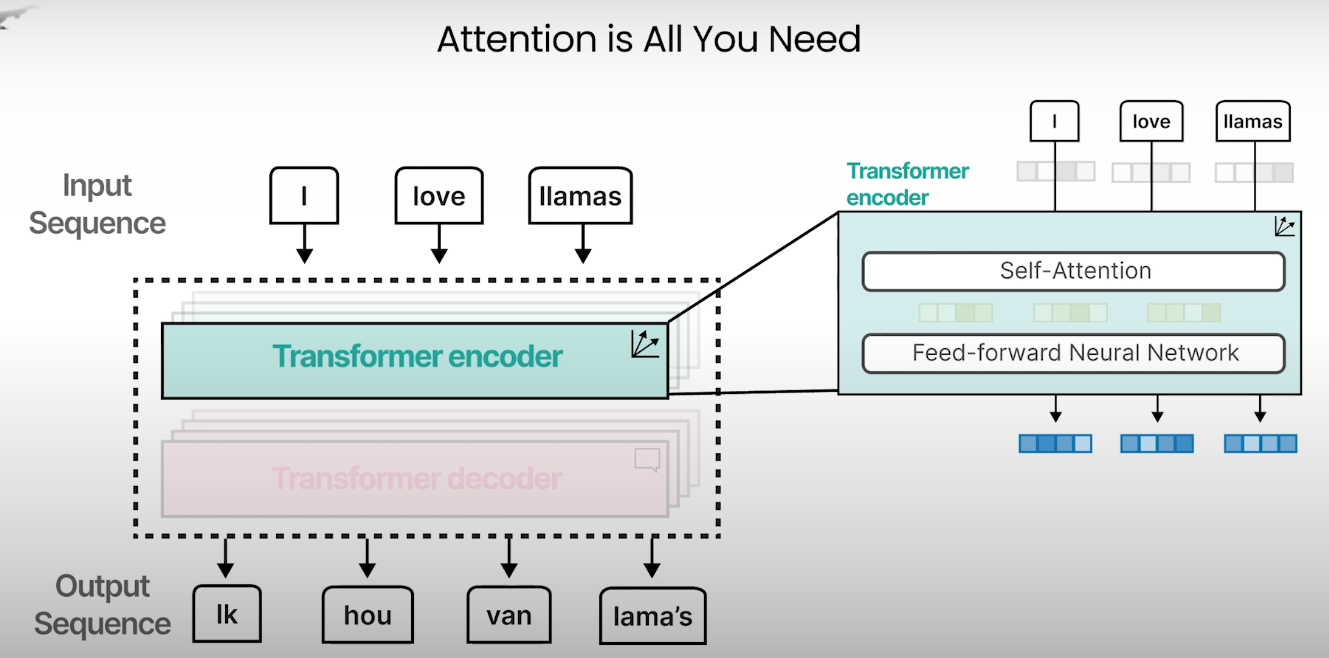 Attention is All You Need
Input
Sequence
I
love
llamas
Transformer encoder
Transformer decoder
Output
Sequence
Ik
hou
van
lama's
Transformer
encoder
I
love
llamas
Self-Attention
Feed-forward Neural Network